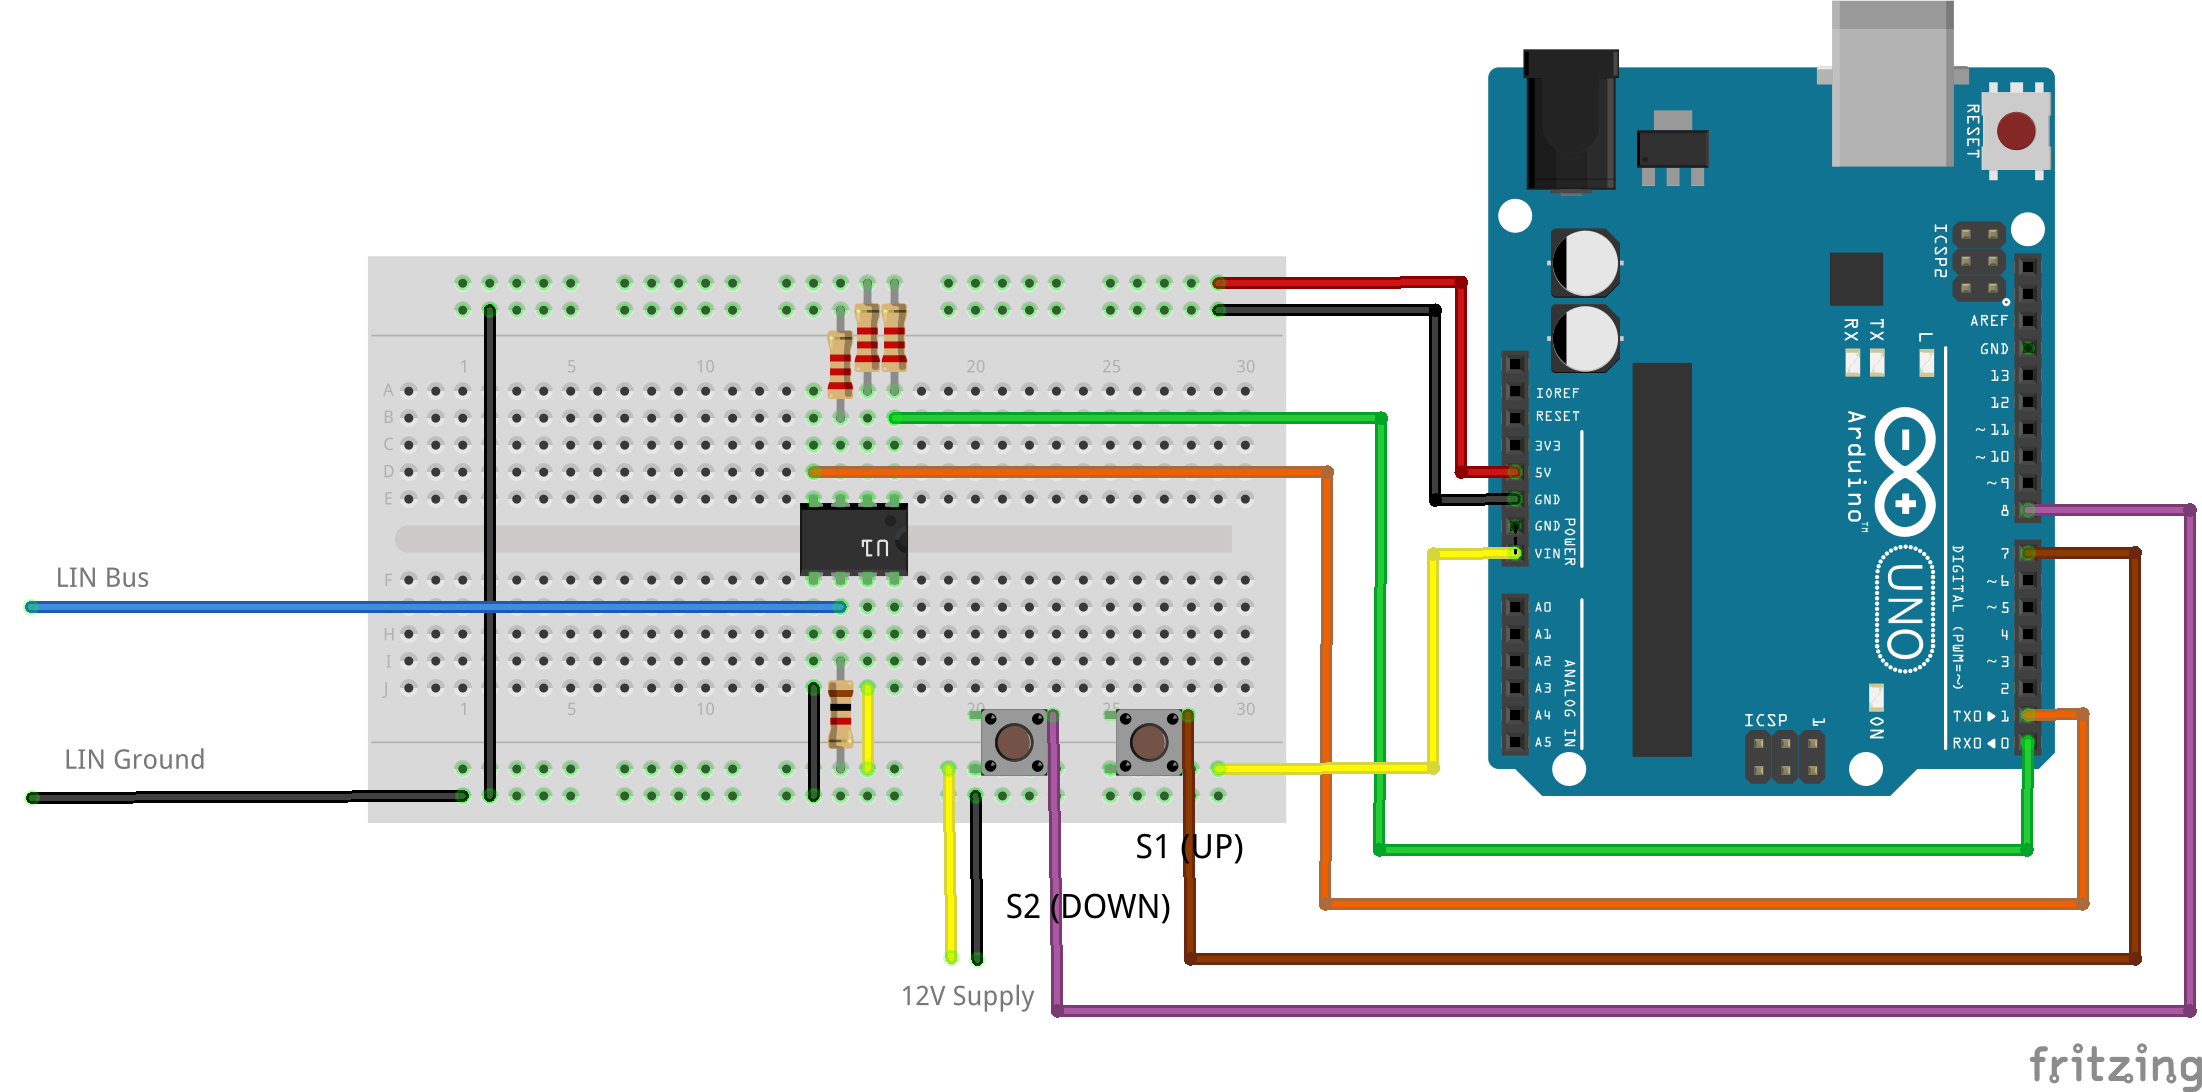 LIN Bus
LIN Ground
1 5 10 20 25 30
A
B
C
D
E
F
H
I
J
1 5 10 20 25 30
U1
S1 (UP)
S2 (DOWN)
12V Supply
RESET
ICSP2
RX
TX
L
AREF
GND
13
12
~11
~10
~9
8
7
~6
~5
4
~3
2
TX0▶1
RX0◀0
IOREF
RESET
3V3
5V
GND
GND
VIN
POWER
A0
A1
A2
A3
A4
A5
ANALOG IN
Arduino™
UNO
DIGITAL (PWM=~)
ICSP
1
ON
fritzing